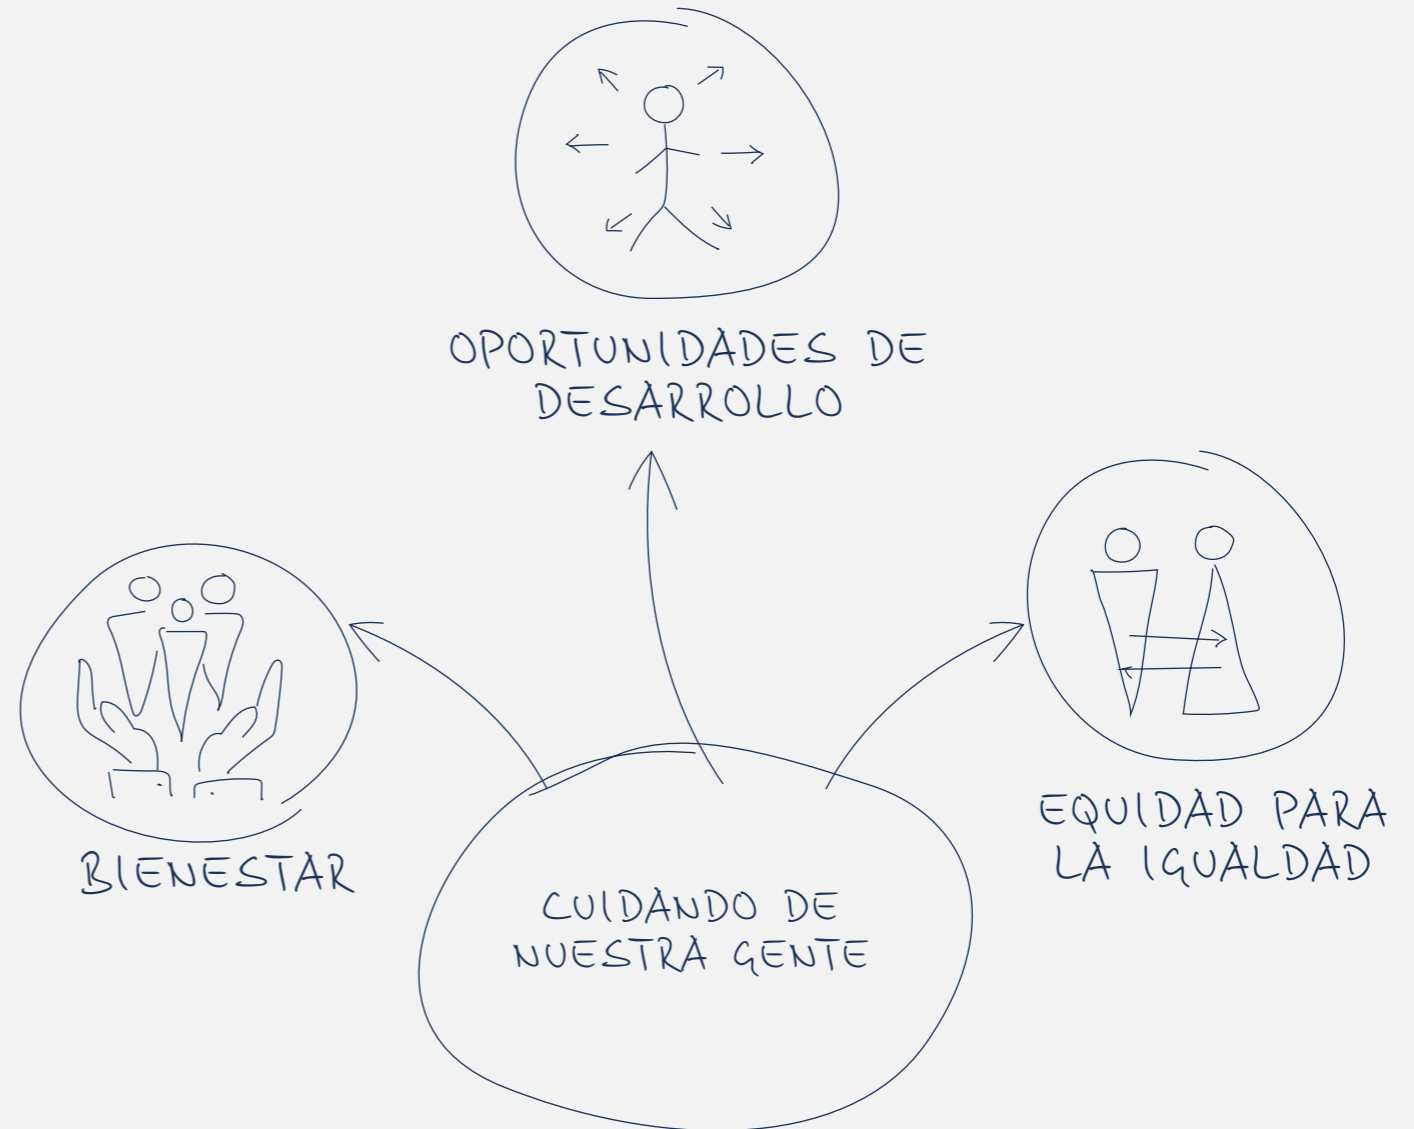 OPORTUNIDADES DE
DESARROLLO
BIENESTAR
EQUIDAD PARA
LA IGUALDAD
CUIDANDO DE
NUESTRA GENTE